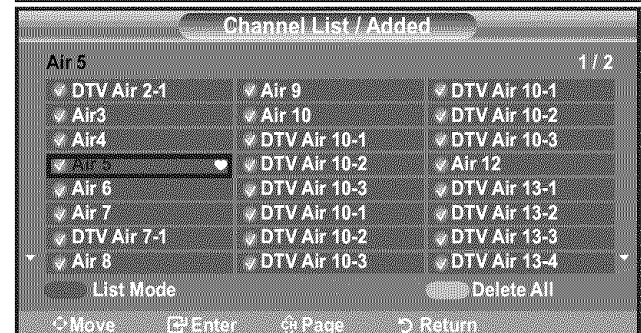 Channel List / Added
Air 5 1 / 2
DTV Air 2-1 Air 9 DTV Air 10-1
Air3 Air 10 DTV Air 10-2
Air4 DTV Air 10-1 DTV Air 10-3
Air 5 DTV Air 10-2 Air 12
Air 6 DTV Air 10-3 DTV Air 13-1
Air 7 DTV Air 10-1 DTV Air 13-2
DTV Air 7-1 DTV Air 10-2 DTV Air 13-3
Air 8 DTV Air 10-3 DTV Air 13-4
List Mode Delete All
Move Enter CH Page Return